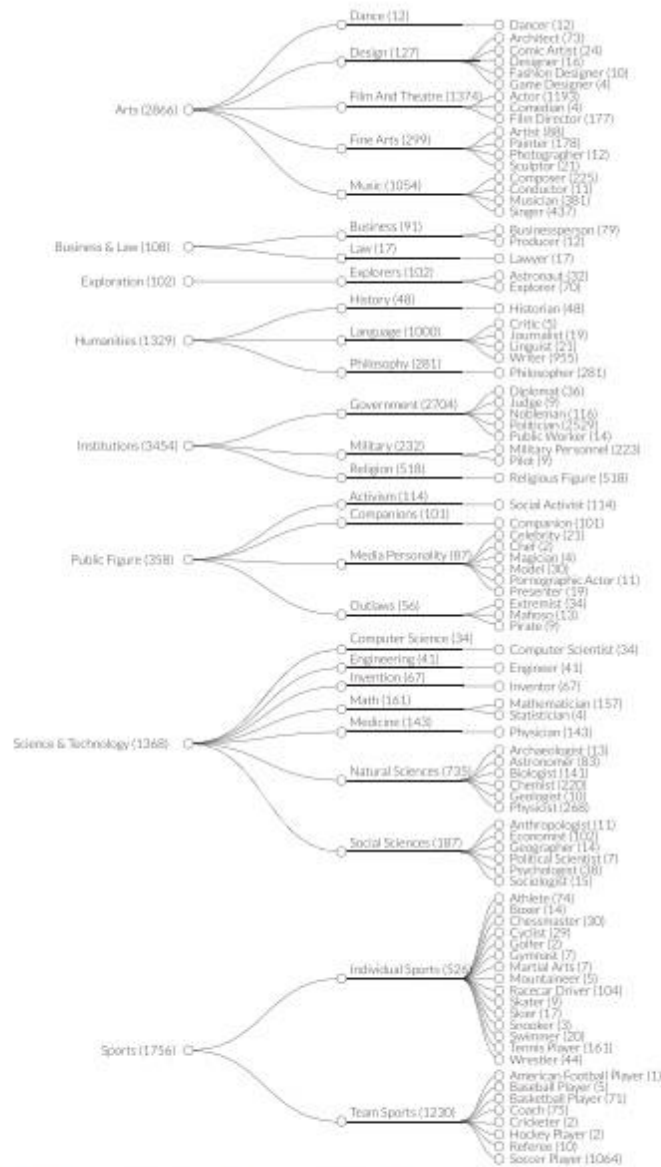 Arts (2866)
Dance (12)
Dancer (12)
Design (127)
Architect (73)
Comic Artist (24)
Designer (16)
Fashion Designer (10)
Game Designer (4)
Film And Theatre (1374)
Actor (1193)
Comedian (4)
Film Director (177)
Fine Arts (299)
Artist (88)
Painter (178)
Photographer (12)
Sculptor (21)
Music (1054)
Composer (225)
Conductor (11)
Musician (381)
Singer (437)
Business & Law (108)
Business (91)
Businessperson (79)
Producer (12)
Law (17)
Lawyer (17)
Exploration (102)
Explorers (102)
Astronaut (32)
Explorer (70)
Humanities (1329)
History (48)
Historian (48)
Language (1000)
Critic (5)
Journalist (19)
Linguist (21)
Writer (955)
Philosophy (281)
Philosopher (281)
Institutions (3454)
Government (2704)
Diplomat (36)
Judge (9)
Nobleman (116)
Politician (2529)
Public Worker (14)
Military (232)
Military Personnel (223)
Pilot (9)
Religion (518)
Religious Figure (518)
Public Figure (358)
Activism (114)
Social Activist (114)
Companions (101)
Companion (101)
Media Personality (87)
Celebrity (21)
Chef (2)
Magician (4)
Model (30)
Pornographic Actor (11)
Presenter (19)
Outlaws (56)
Extremist (34)
Mafioso (13)
Pirate (9)
Science & Technology (1368)
Computer Science (34)
Computer Scientist (34)
Engineering (41)
Engineer (41)
Invention (67)
Inventor (67)
Math (161)
Mathematician (157)
Statistician (4)
Medicine (143)
Physician (143)
Natural Sciences (735)
Archaeologist (13)
Astronomer (83)
Biologist (141)
Chemist (220)
Geologist (10)
Physicist (268)
Social Sciences (187)
Anthropologist (11)
Economist (102)
Geographer (14)
Political Scientist (7)
Psychologist (38)
Sociologist (15)
Sports (1756)
Individual Sports (526)
Athlete (74)
Boxer (14)
Chessmaster (30)
Cyclist (29)
Golfer (2)
Gymnast (7)
Martial Arts (7)
Mountaineer (5)
Racecar Driver (104)
Skater (9)
Skier (17)
Snooker (3)
Swimmer (20)
Tennis Player (161)
Wrestler (44)
Team Sports (1230)
American Football Player (1
Baseball Player (5)
Basketball Player (71)
Coach (75)
Cricketer (2)
Hockey Player (2)
Referee (10)
Soccer Player (1064)